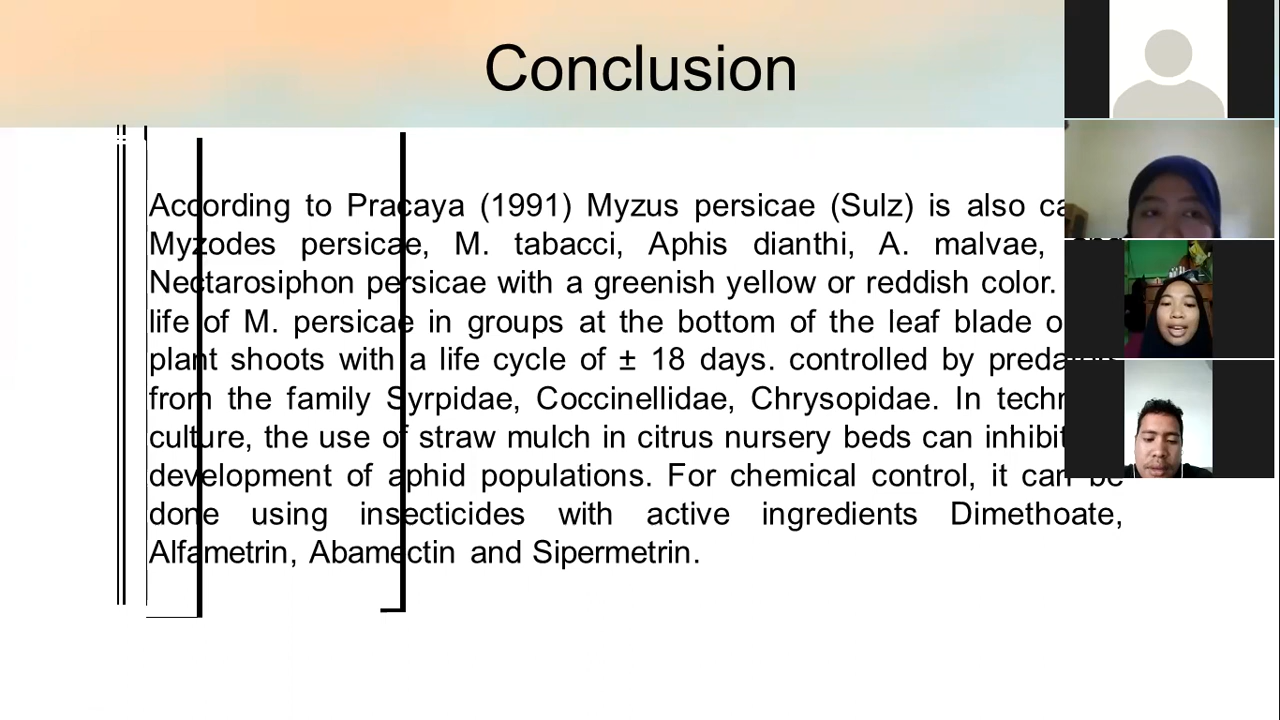 Conclusion
According to Pracaya (1991) Myzus persicae (Sulz) is also
Myzodes persicae, M. tabacci, Aphis dianthi, A. malvae,
Nectarosiphon persicae with a greenish yellow or reddish color.
life of M. persicae in groups at the bottom of the leaf blade
plant shoots with a life cycle of ± 18 days. controlled by
from the family Syrpidae, Coccinellidae, Chrysopidae. In
culture, the use of straw mulch in citrus nursery beds can
development of aphid populations. For chemical control, it can be
done using insecticides with active ingredients Dimethoate,
Alfametrin, Abamectin and Sipermetrin.